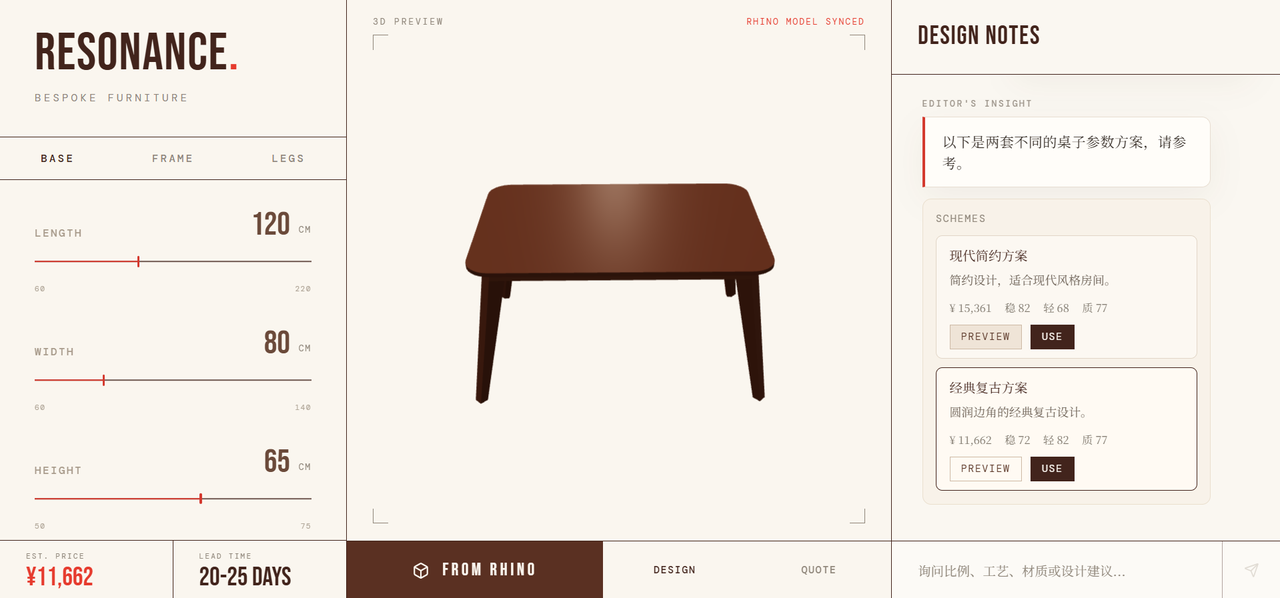 RESONANCE.
BESPOKE FURNITURE
BASE
FRAME
LEGS
LENGTH
120 CM
60
220
WIDTH
80 CM
60
140
HEIGHT
65 CM
50
75
EST. PRICE
¥11,662
LEAD TIME
20-25 DAYS
3D PREVIEW
RHINO MODEL SYNCED
FROM RHINO
DESIGN
QUOTE
DESIGN NOTES
EDITOR'S INSIGHT
以下是两套不同的桌子参数方案，请参
考。
SCHEMES
现代简约方案
简约设计，适合现代风格房间。
¥ 15,361 稳 82 轻 68 质 77
PREVIEW
USE
经典复古方案
圆润边角的经典复古设计。
¥ 11,662 稳 72 轻 82 质 77
PREVIEW
USE
询问比例、工艺、材质或设计建议...